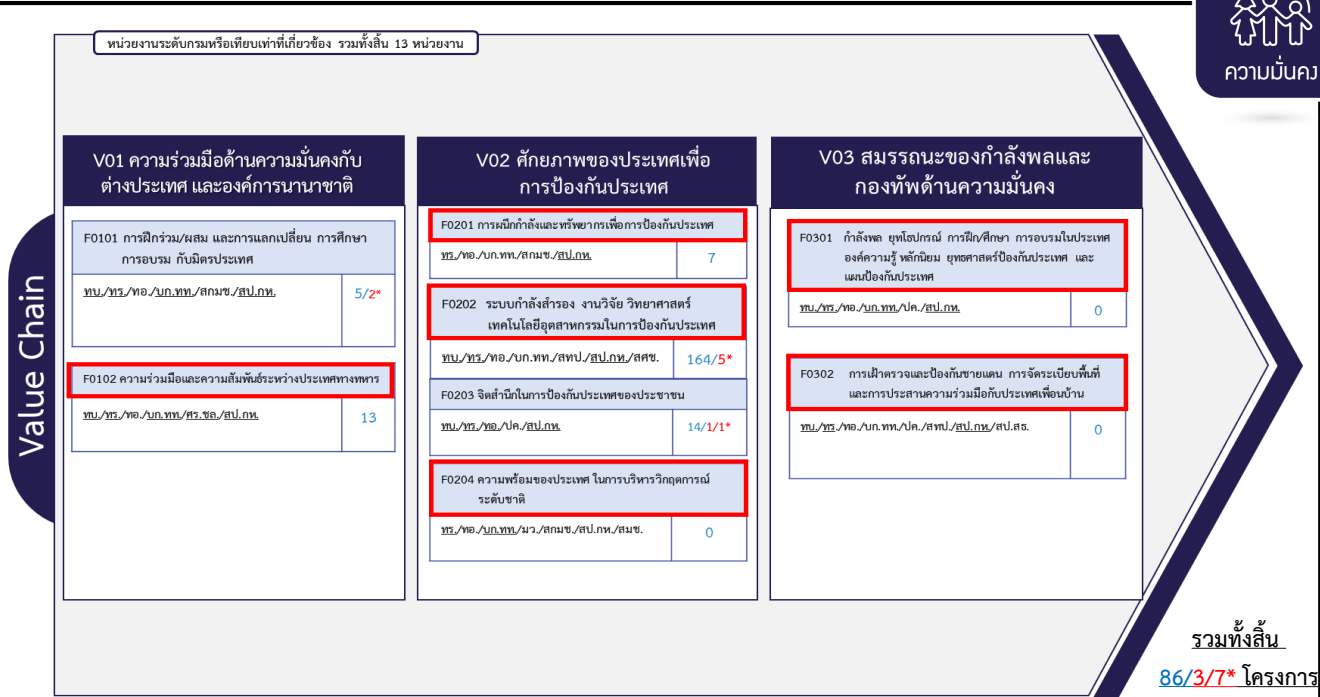 ความมั่นคง
หน่วยงานระดับกรมหรือเทียบเท่าที่เกี่ยวข้อง รวมทั้งสิ้น 13 หน่วยงาน
Value Chain
V01 ความร่วมมือด้านความมั่นคงกับ
ต่างประเทศ และองค์การนานาชาติ
F0101 การฝึกร่วม/ผสม และการแลกเปลี่ยน การศึกษา
การอบรม กับมิตรประเทศ
ทบ./ทร./ทอ./บก.ทท./สกมช./สป.กห.
5/2*
F0102 ความร่วมมือและความสัมพันธ์ระหว่างประเทศทางทหาร
ทบ./ทร./ทอ./บก.ทท./ศร.ชล./สป.กห.
13
V02 ศักยภาพของประเทศเพื่อ
การป้องกันประเทศ
F0201 การผนึกกำลังและทรัพยากรเพื่อการป้องกันประเทศ
ทร./ทอ./บก.ทท./สกมช./สป.กห.
7
F0202 ระบบกำลังสำรอง งานวิจัย วิทยาศาสตร์
เทคโนโลยีอุตสาหกรรมในการป้องกันประเทศ
ทบ./ทร./ทอ./บก.ทท./สทป./สป.กห./สศช.
164/5*
F0203 จิตสำนึกในการป้องกันประเทศของประชาชน
ทบ./ทร./ทอ./ปค./สป.กห.
14/1/1*
F0204 ความพร้อมของประเทศ ในการบริหารวิกฤตการณ์
ระดับชาติ
ทร./ทอ./บก.ทท./มว./สกมช./สป.กห./สมช.
0
V03 สมรรถนะของกำลังพลและ
กองทัพด้านความมั่นคง
F0301 กำลังพล ยุทโธปกรณ์ การฝึก/ศึกษา การอบรมในประเทศ
องค์ความรู้ หลักนิยม ยุทธศาสตร์ป้องกันประเทศ และ
แผนป้องกันประเทศ
ทบ./ทร./ทอ./บก.ทท./ปค./สป.กห.
0
F0302 การเฝ้าตรวจและป้องกันชายแดน การจัดระเบียบพื้นที่
และการประสานความร่วมมือกับประเทศเพื่อนบ้าน
ทบ./ทร./ทอ./บก.ทท./ปค./สทป./สป.กห./สป.สธ.
0
รวมทั้งสิ้น
86/3/7* โครงการ